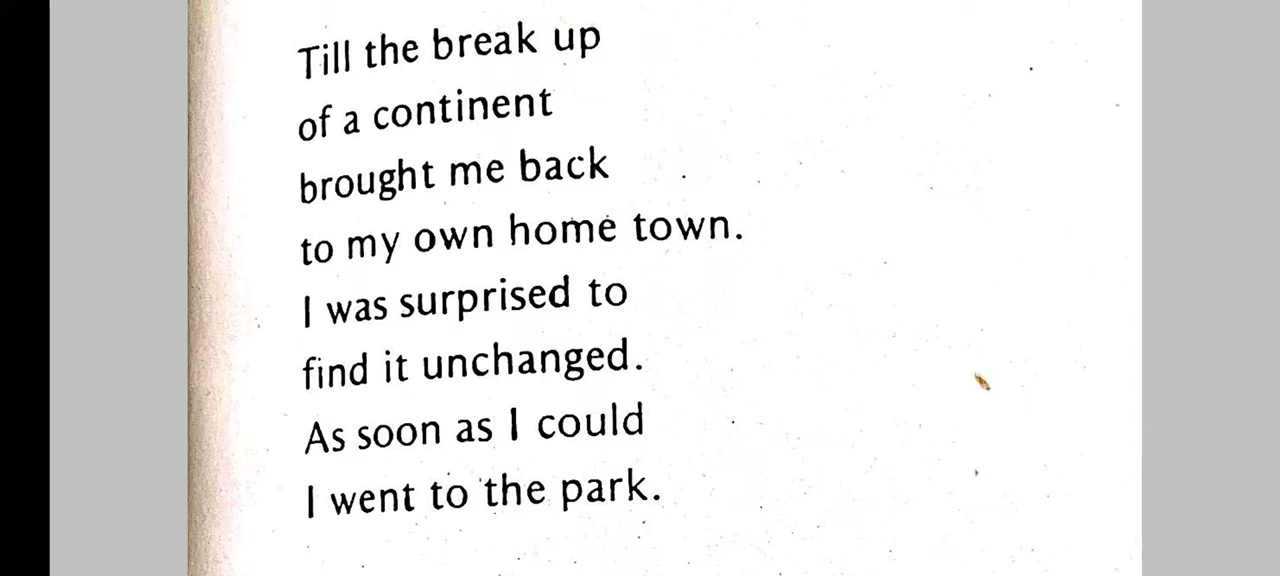 Till the break up
of a continent
brought me back
to my own home town.
I was surprised to
find it unchanged.
As soon as I could
I went to the park.